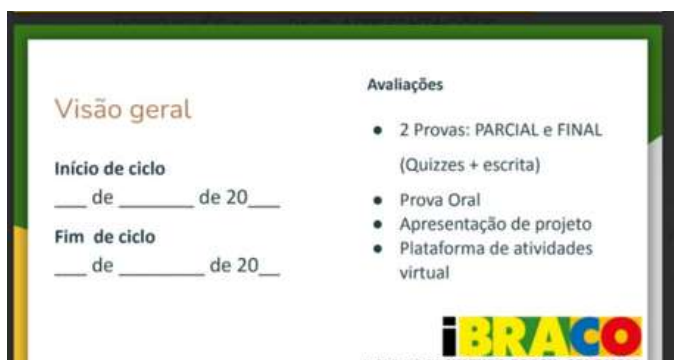 Visão geral
Início de ciclo
___ de ________ de 20___
Fim de ciclo
___ de _________ de 20__
Avaliações
● 2 Provas: PARCIAL e FINAL
(Quizzes + escrita)
● Prova Oral
● Apresentação de projeto
● Plataforma de atividades
virtual
iBRACO